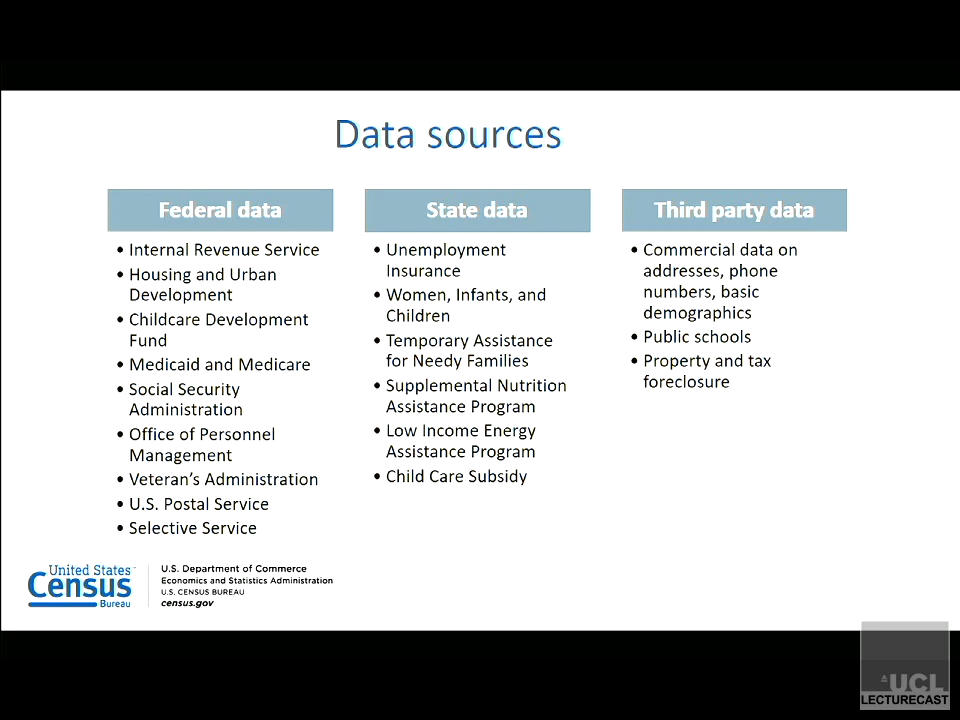 Data sources
Federal data
• Internal Revenue Service
• Housing and Urban
Development
• Childcare Development
Fund
• Medicaid and Medicare
• Social Security
Administration
• Office of Personnel
Management
• Veteran's Administration
• U.S. Postal Service
• Selective Service
State data
• Unemployment
Insurance
• Women, Infants, and
Children
• Temporary Assistance
for Needy Families
• Supplemental Nutrition
Assistance Program
• Low Income Energy
Assistance Program
• Child Care Subsidy
Third party data
• Commercial data on
addresses, phone
numbers, basic
demographics
• Public schools
• Property and tax
foreclosure
United States
Census
Bureau
U.S. Department of Commerce
Economics and Statistics Administration
U.S. CENSUS BUREAU
census.gov
UCL
LECTURECAST